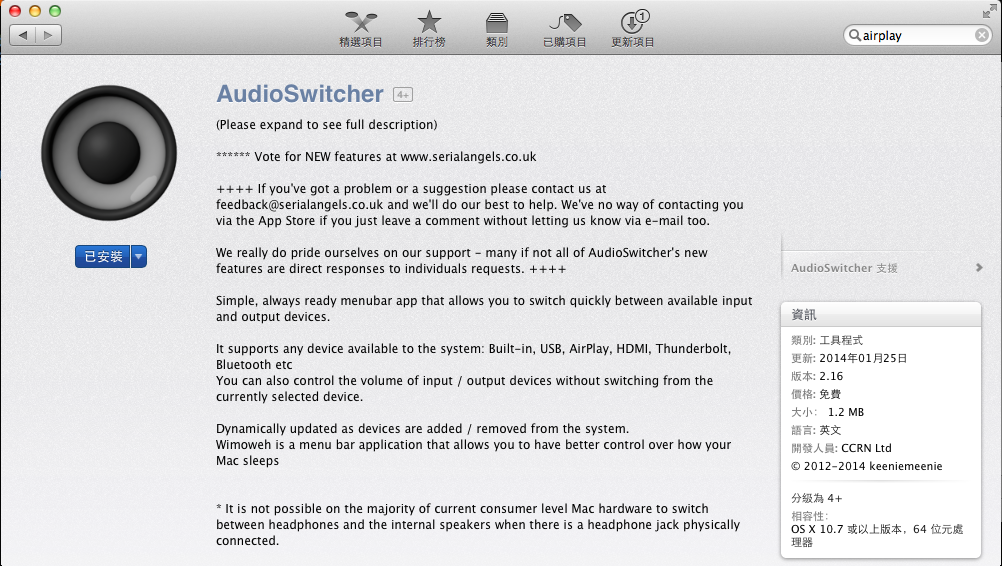 精選項目
排行榜
類別
已購項目
1
更新項目
airplay
AudioSwitcher 4+
(Please expand to see full description)
****** Vote for NEW features at www.serialangels.co.uk
++++ If you've got a problem or a suggestion please contact us at
feedback@serialangels.co.uk and we'll do our best to help. We've no way of contacting you
via the App Store if you just leave a comment without letting us know via e-mail too.
已安裝
We really do pride ourselves on our support - many if not all of AudioSwitcher's new
features are direct responses to individuals requests. ++++
Simple, always ready menubar app that allows you to switch quickly between available input
and output devices.
It supports any device available to the system: Built-in, USB, AirPlay, HDMI, Thunderbolt,
Bluetooth etc
You can also control the volume of input / output devices without switching from the
currently selected device.
Dynamically updated as devices are added / removed from the system.
Wimoweh is a menu bar application that allows you to have better control over how your
Mac sleeps
* It is not possible on the majority of current consumer level Mac hardware to switch
between headphones and the internal speakers when there is a headphone jack physically
connected.
AudioSwitcher 支援
資訊
類別: 工具程式
更新: 2014年01月25日
版本: 2.16
價格: 免費
大小: 1.2 MB
語言: 英文
開發人員: CCRN Ltd
© 2012-2014 keeniemeenie
分級為 4+
相容性:
OS X 10.7 或以上版本, 64 位元處
理器